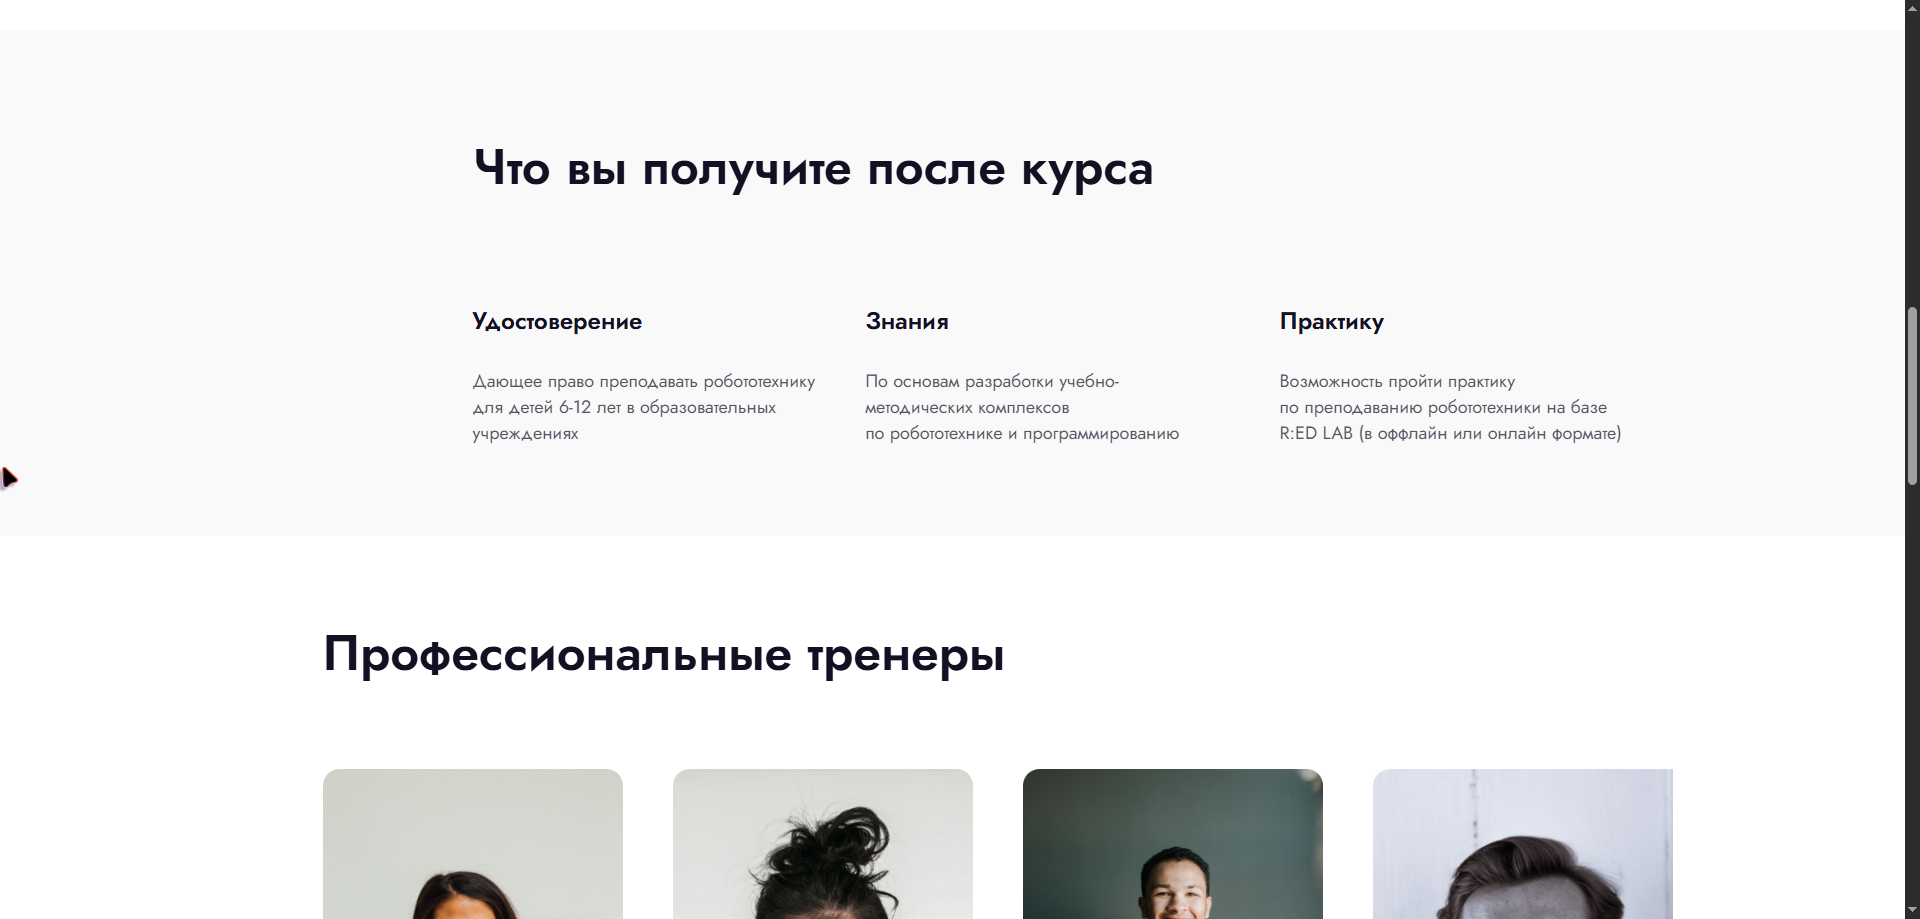 Что вы получите после курса
Удостоверение
Дающее право преподавать робототехнику
для детей 6-12 лет в образовательных
учреждениях
Знания
По основам разработки учебно-
методических комплексов
по робототехнике и программированию
Практику
Возможность пройти практику
по преподаванию робототехники на базе
R:ED LAB (в оффлайн или онлайн формате)
Профессиональные тренеры